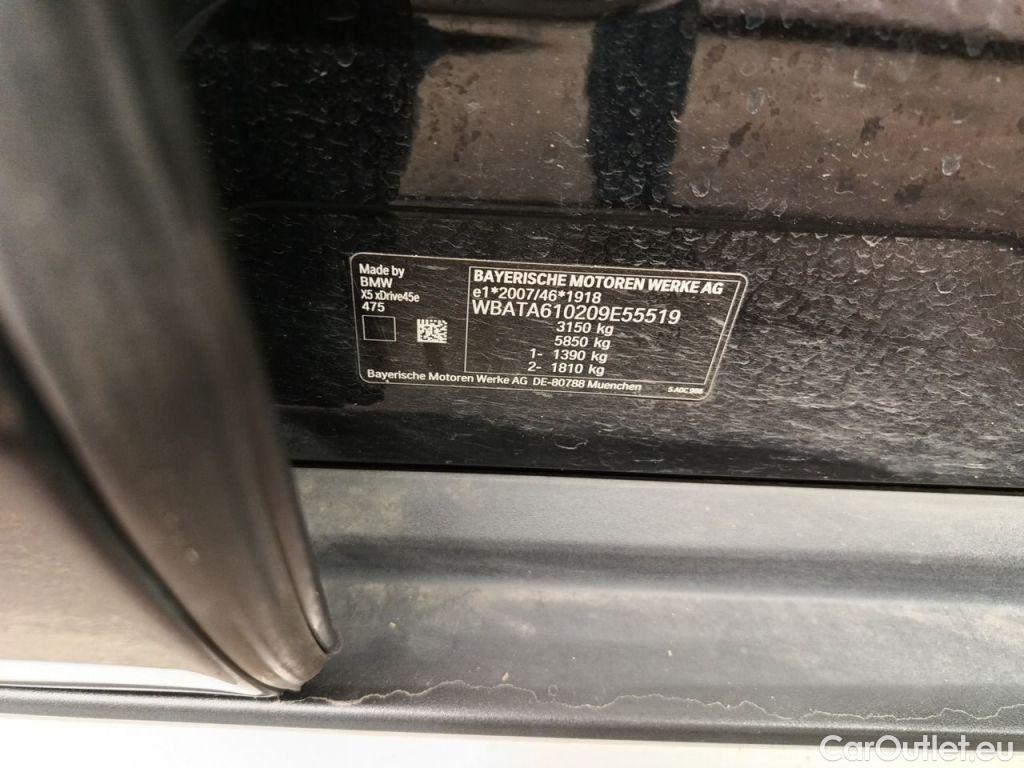 Made by
BMW
X5 xDrive45e
475
BAYERISCHE MOTOREN WERKE AG
e1*2007/46*1918
WBATA610209E55519
3150 kg
5850 kg
1- 1390 kg
2- 1810 kg
Bayerische Motoren Werke AG DE-80788 Muenchen
CarOutlet.eu